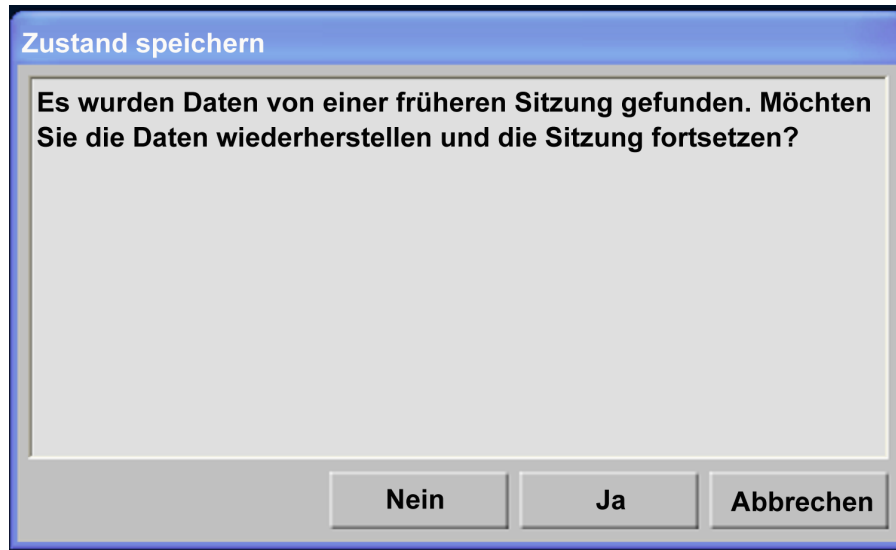 Zustand speichern
Es wurden Daten von einer früheren Sitzung gefunden. Möchten
Sie die Daten wiederherstellen und die Sitzung fortsetzen?
Nein
Ja
Abbrechen